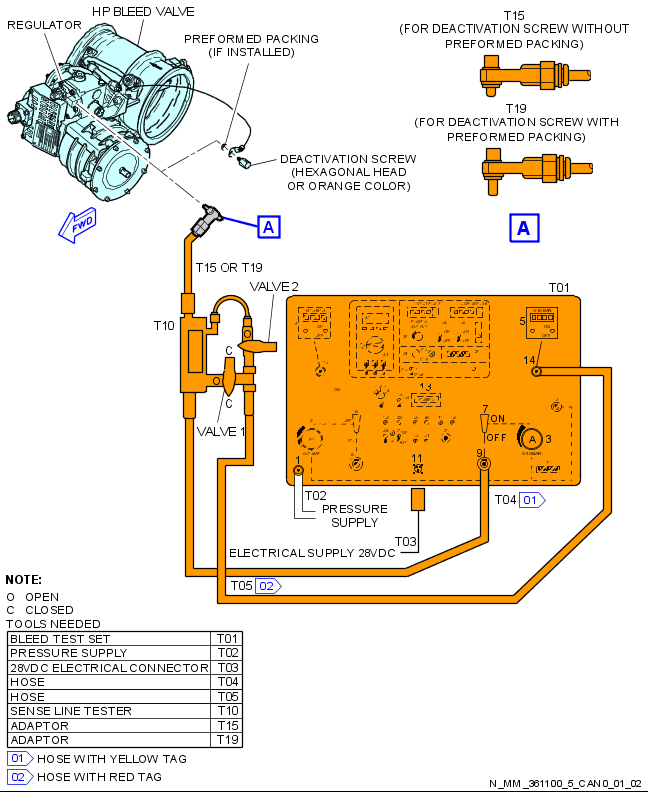 HP BLEED VALVE
REGULATOR
PREFORMED PACKING
(IF INSTALLED)
DEACTIVATION SCREW
(HEXAGONAL HEAD
OR ORANGE COLOR)
FWD
A
T15
(FOR DEACTIVATION SCREW WITHOUT
PREFORMED PACKING)
T19
(FOR DEACTIVATION SCREW WITH
PREFORMED PACKING)
A
T15 OR T19
VALVE 2
T10
C
C
VALVE 1
T01
5
14
13
7
ON
OFF
A
3
1
11
9
T02
PRESSURE
SUPPLY
T04
01
T03
ELECTRICAL SUPPLY 28VDC
T05
02
NOTE:
O OPEN
C CLOSED
TOOLS NEEDED
BLEED TEST SET T01
PRESSURE SUPPLY T02
28VDC ELECTRICAL CONNECTOR T03
HOSE T04
HOSE T05
SENSE LINE TESTER T10
ADAPTOR T15
ADAPTOR T19
01 HOSE WITH YELLOW TAG
02 HOSE WITH RED TAG
N_MM_361100_5_CAN0_01_02